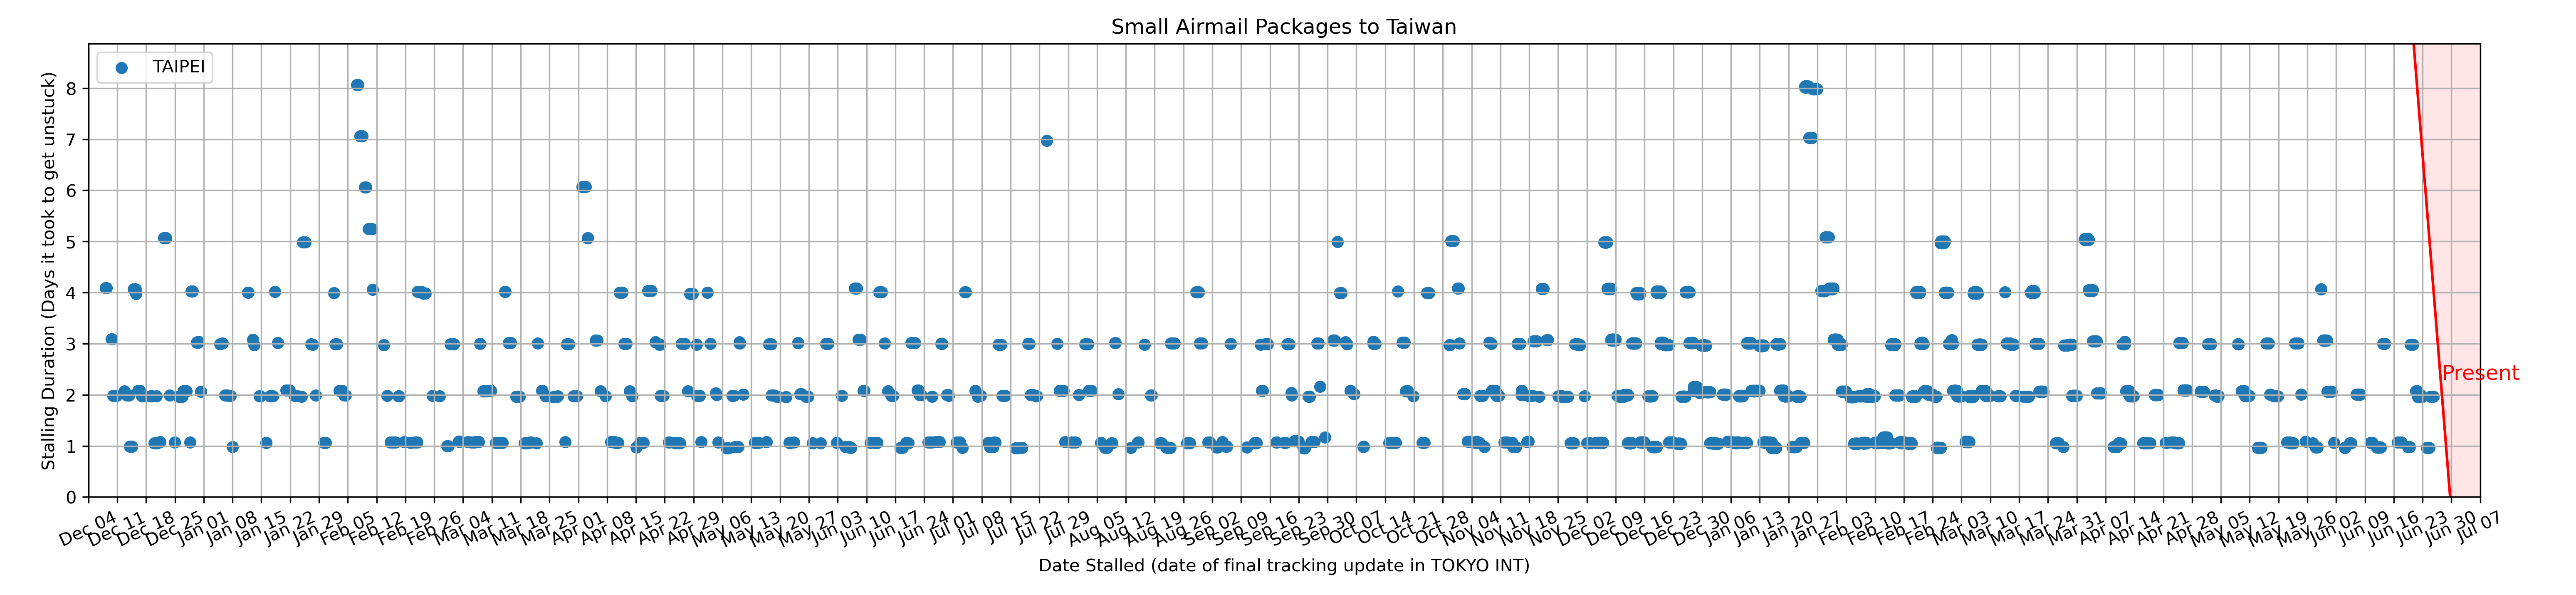 Small Airmail Packages to Taiwan
TAIPEI
Stalling Duration (Days it took to get unstuck)
8
7
6
5
4
3
2
1
0
Present
Dec 04 Dec 11 Dec 18 Dec 25 Jan 01 Jan 08 Jan 15 Jan 22 Jan 29 Feb 05 Feb 12 Feb 19 Feb 26 Mar 04 Mar 11 Mar 18 Mar 25 Apr 01 Apr 08 Apr 15 Apr 22 Apr 29 May 06 May 13 May 20 May 27 Jun 03 Jun 10 Jun 17 Jun 24 Jul 01 Jul 08 Jul 15 Jul 22 Jul 29 Aug 05 Aug 12 Aug 19 Aug 26 Sep 02 Sep 09 Sep 16 Sep 23 Sep 30 Oct 07 Oct 14 Oct 21 Oct 28 Nov 04 Nov 11 Nov 18 Nov 25 Dec 02 Dec 09 Dec 16 Dec 23 Dec 30 Jan 06 Jan 13 Jan 20 Jan 27 Feb 03 Feb 10 Feb 17 Feb 24 Mar 03 Mar 10 Mar 17 Mar 24 Mar 31 Apr 07 Apr 14 Apr 21 Apr 28 May 05 May 12 May 19 May 26 Jun 02 Jun 09 Jun 16 Jun 23 Jun 30 Jul 07
Date Stalled (date of final tracking update in TOKYO INT)